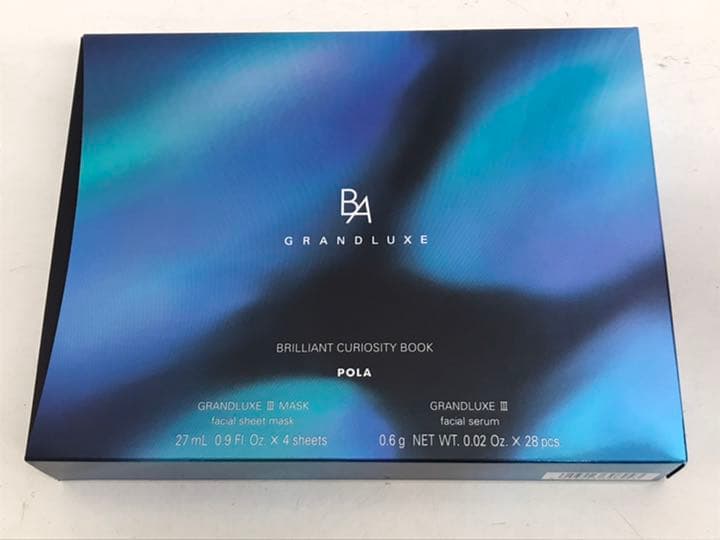 BA
GRANDLUXE
BRILLIANT CURIOSITY BOOK
POLA
GRANDLUXE Ⅲ MASK
facial sheet mask
27 mL 0.9 Fl. Oz. × 4 sheets
GRANDLUXE Ⅲ
facial serum
0.6 g NET WT. 0.02 Oz. × 28 pcs